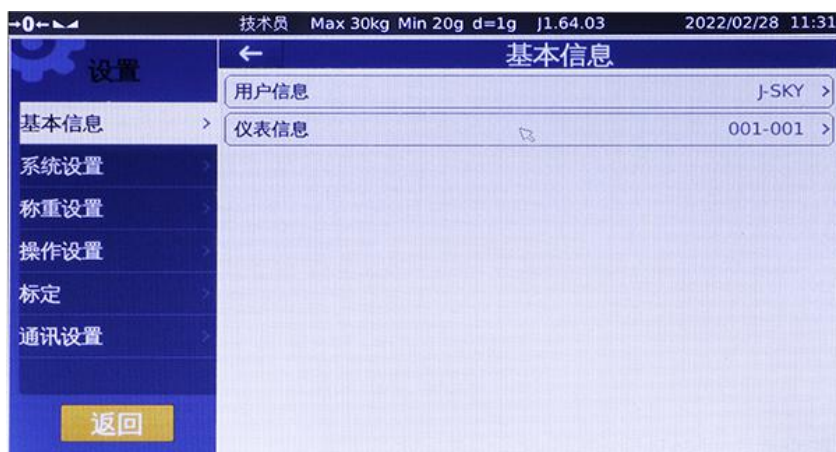 →0← 技术员 Max 30kg Min 20g d=1g J1.64.03 2022/02/28 11:31
设置
← 基本信息
用户信息 J-SKY >
仪表信息 001-001 >
基本信息 >
系统设置 >
称重设置 >
操作设置 >
标定 >
通讯设置 >
返回